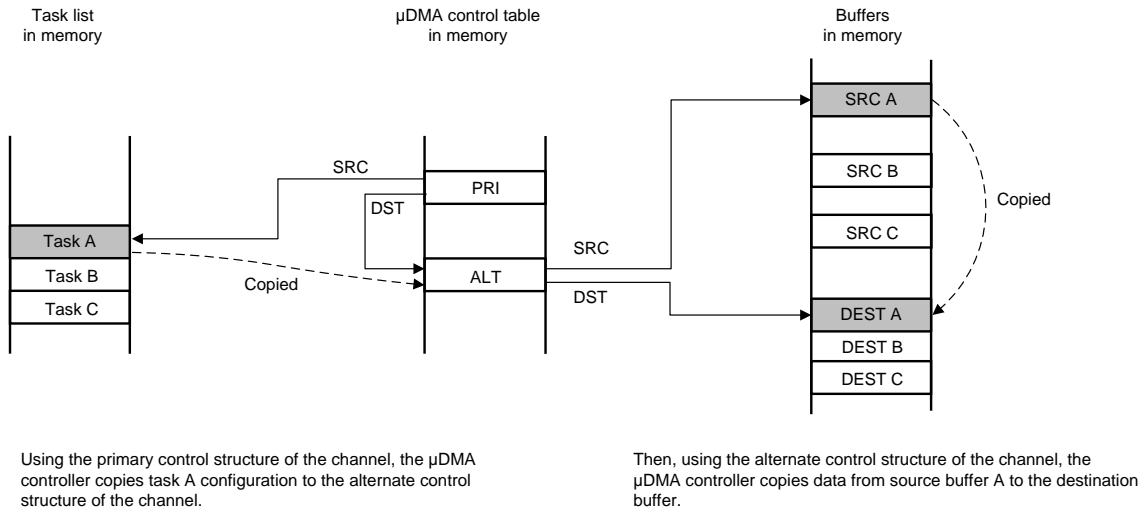 Task list
in memory
µDMA control table
in memory
Buffers
in memory
SRC A
SRC
PRI
SRC B
DST
Copied
SRC C
Task A
SRC
Task B
Copied
ALT
DST
Task C
DEST A
DEST B
DEST C
Using the primary control structure of the channel, the µDMA
controller copies task A configuration to the alternate control
structure of the channel.
Then, using the alternate control structure of the channel, the
µDMA controller copies data from source buffer A to the destination
buffer.